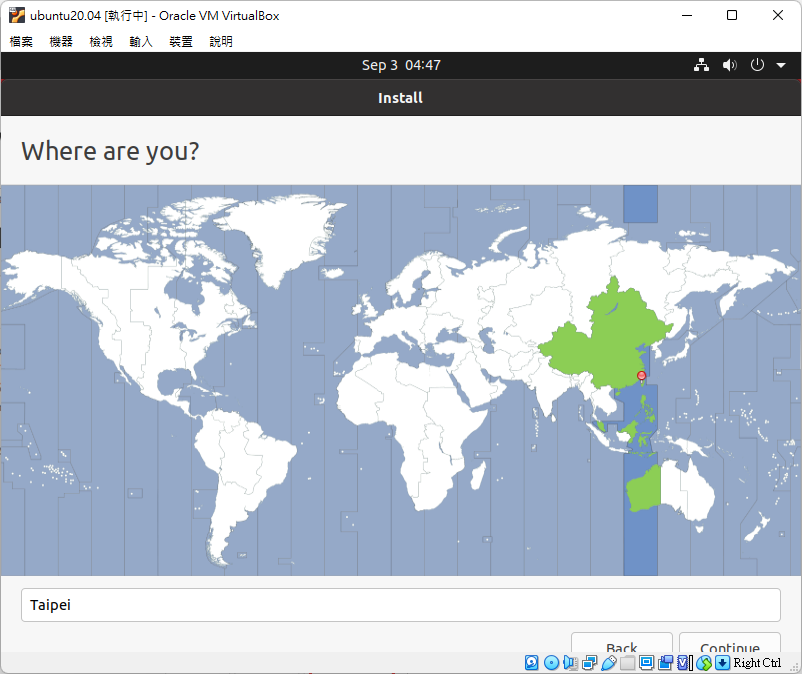 ubuntu20.04 [執行中] - Oracle VM VirtualBox
檔案 機器 檢視 輸入 裝置 說明
Sep 3 04:47
Install
Where are you?
Taipei
Back Continue
Right Ctrl